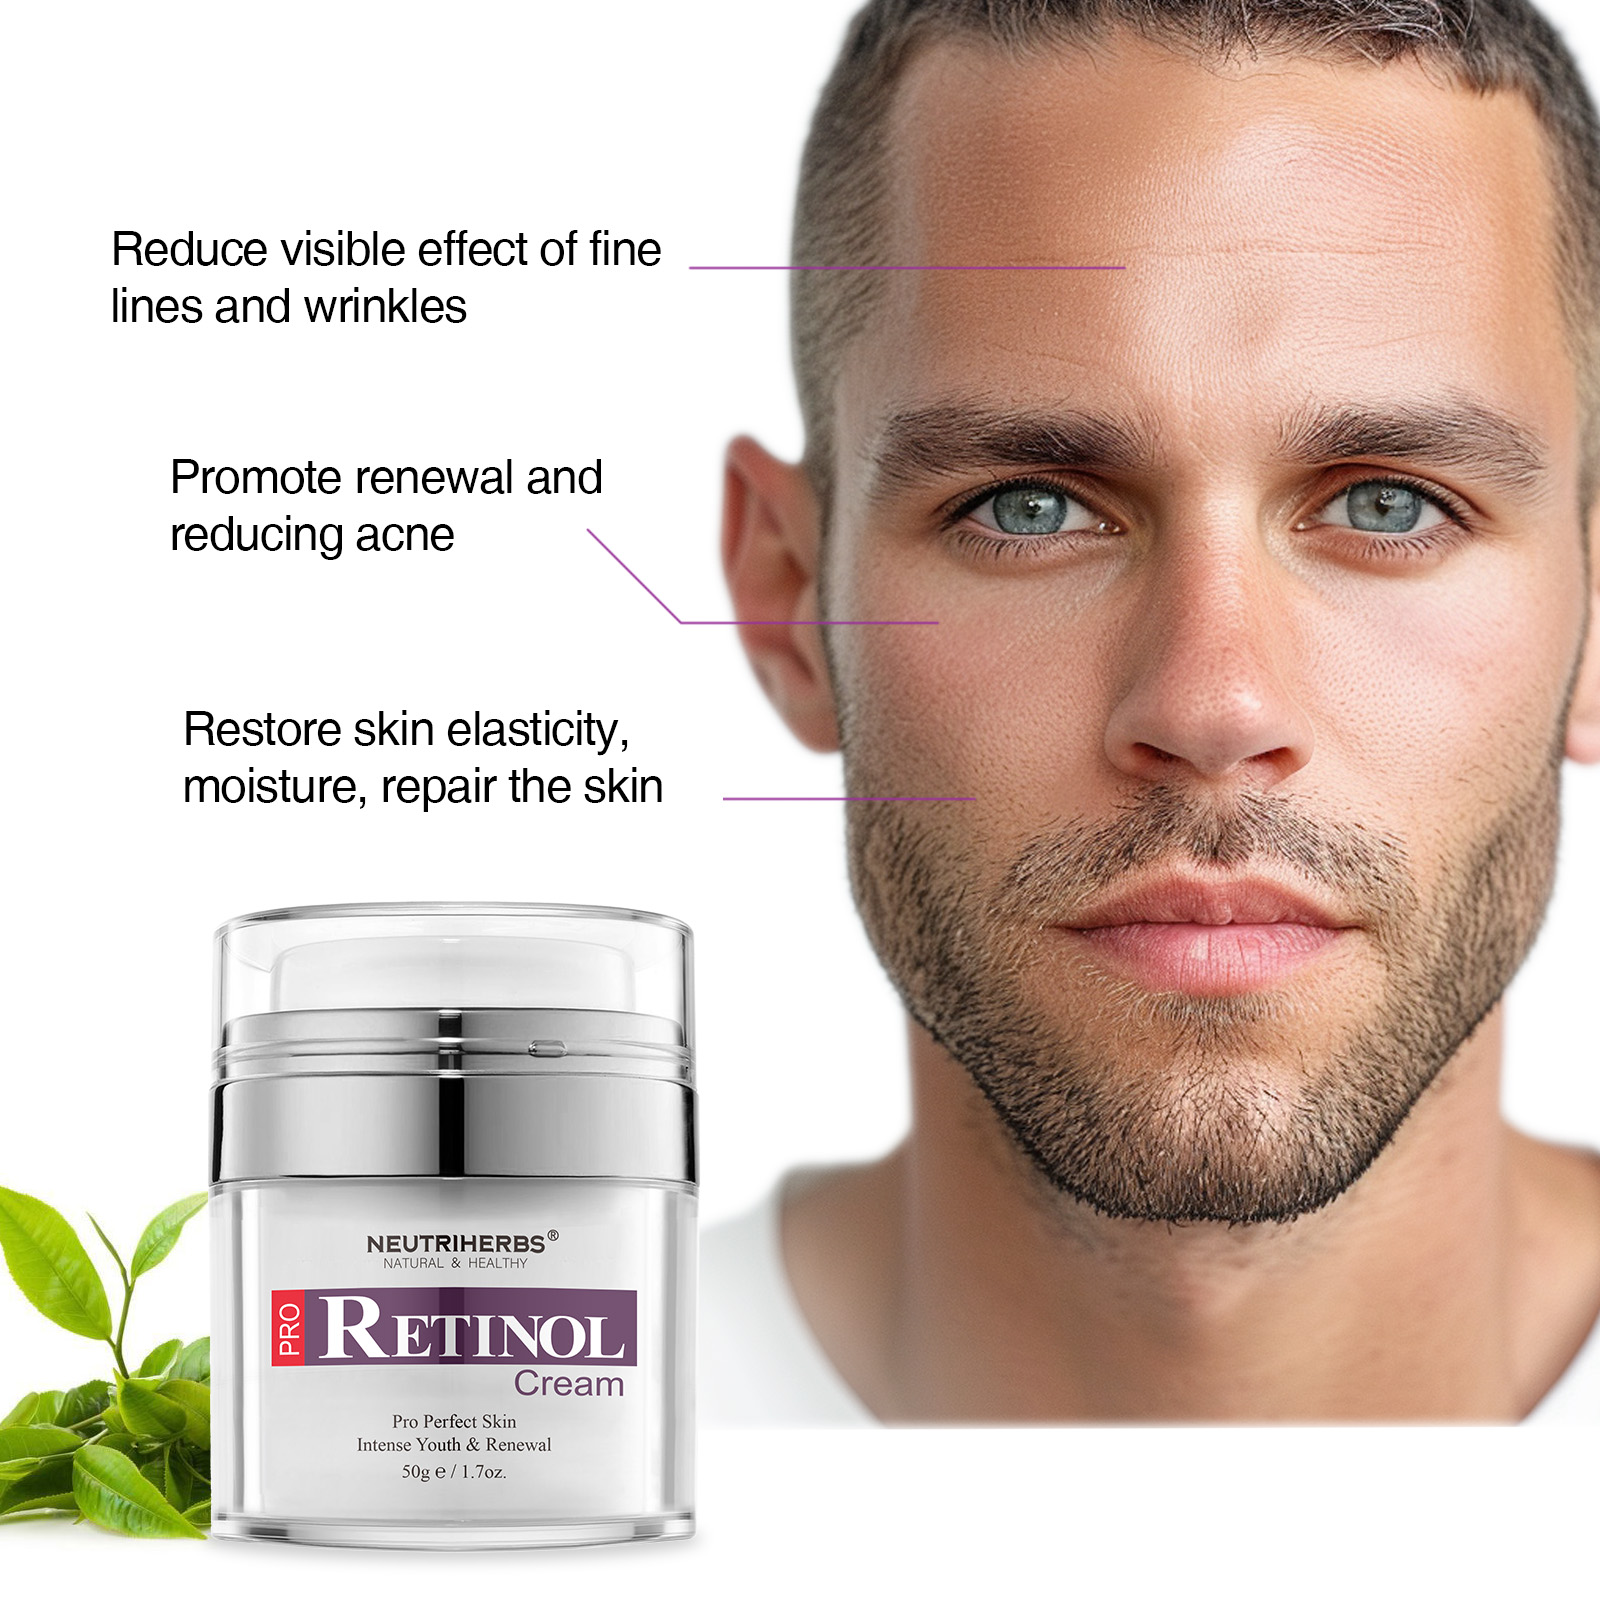 Reduce visible effect of fine
lines and wrinkles
Promote renewal and
reducing acne
Restore skin elasticity,
moisture, repair the skin
NEUTRIHERBS®
NATURAL & HEALTHY
PRO RETINOL
Cream
Pro Perfect Skin
Intense Youth & Renewal
50g e / 1.7oz.